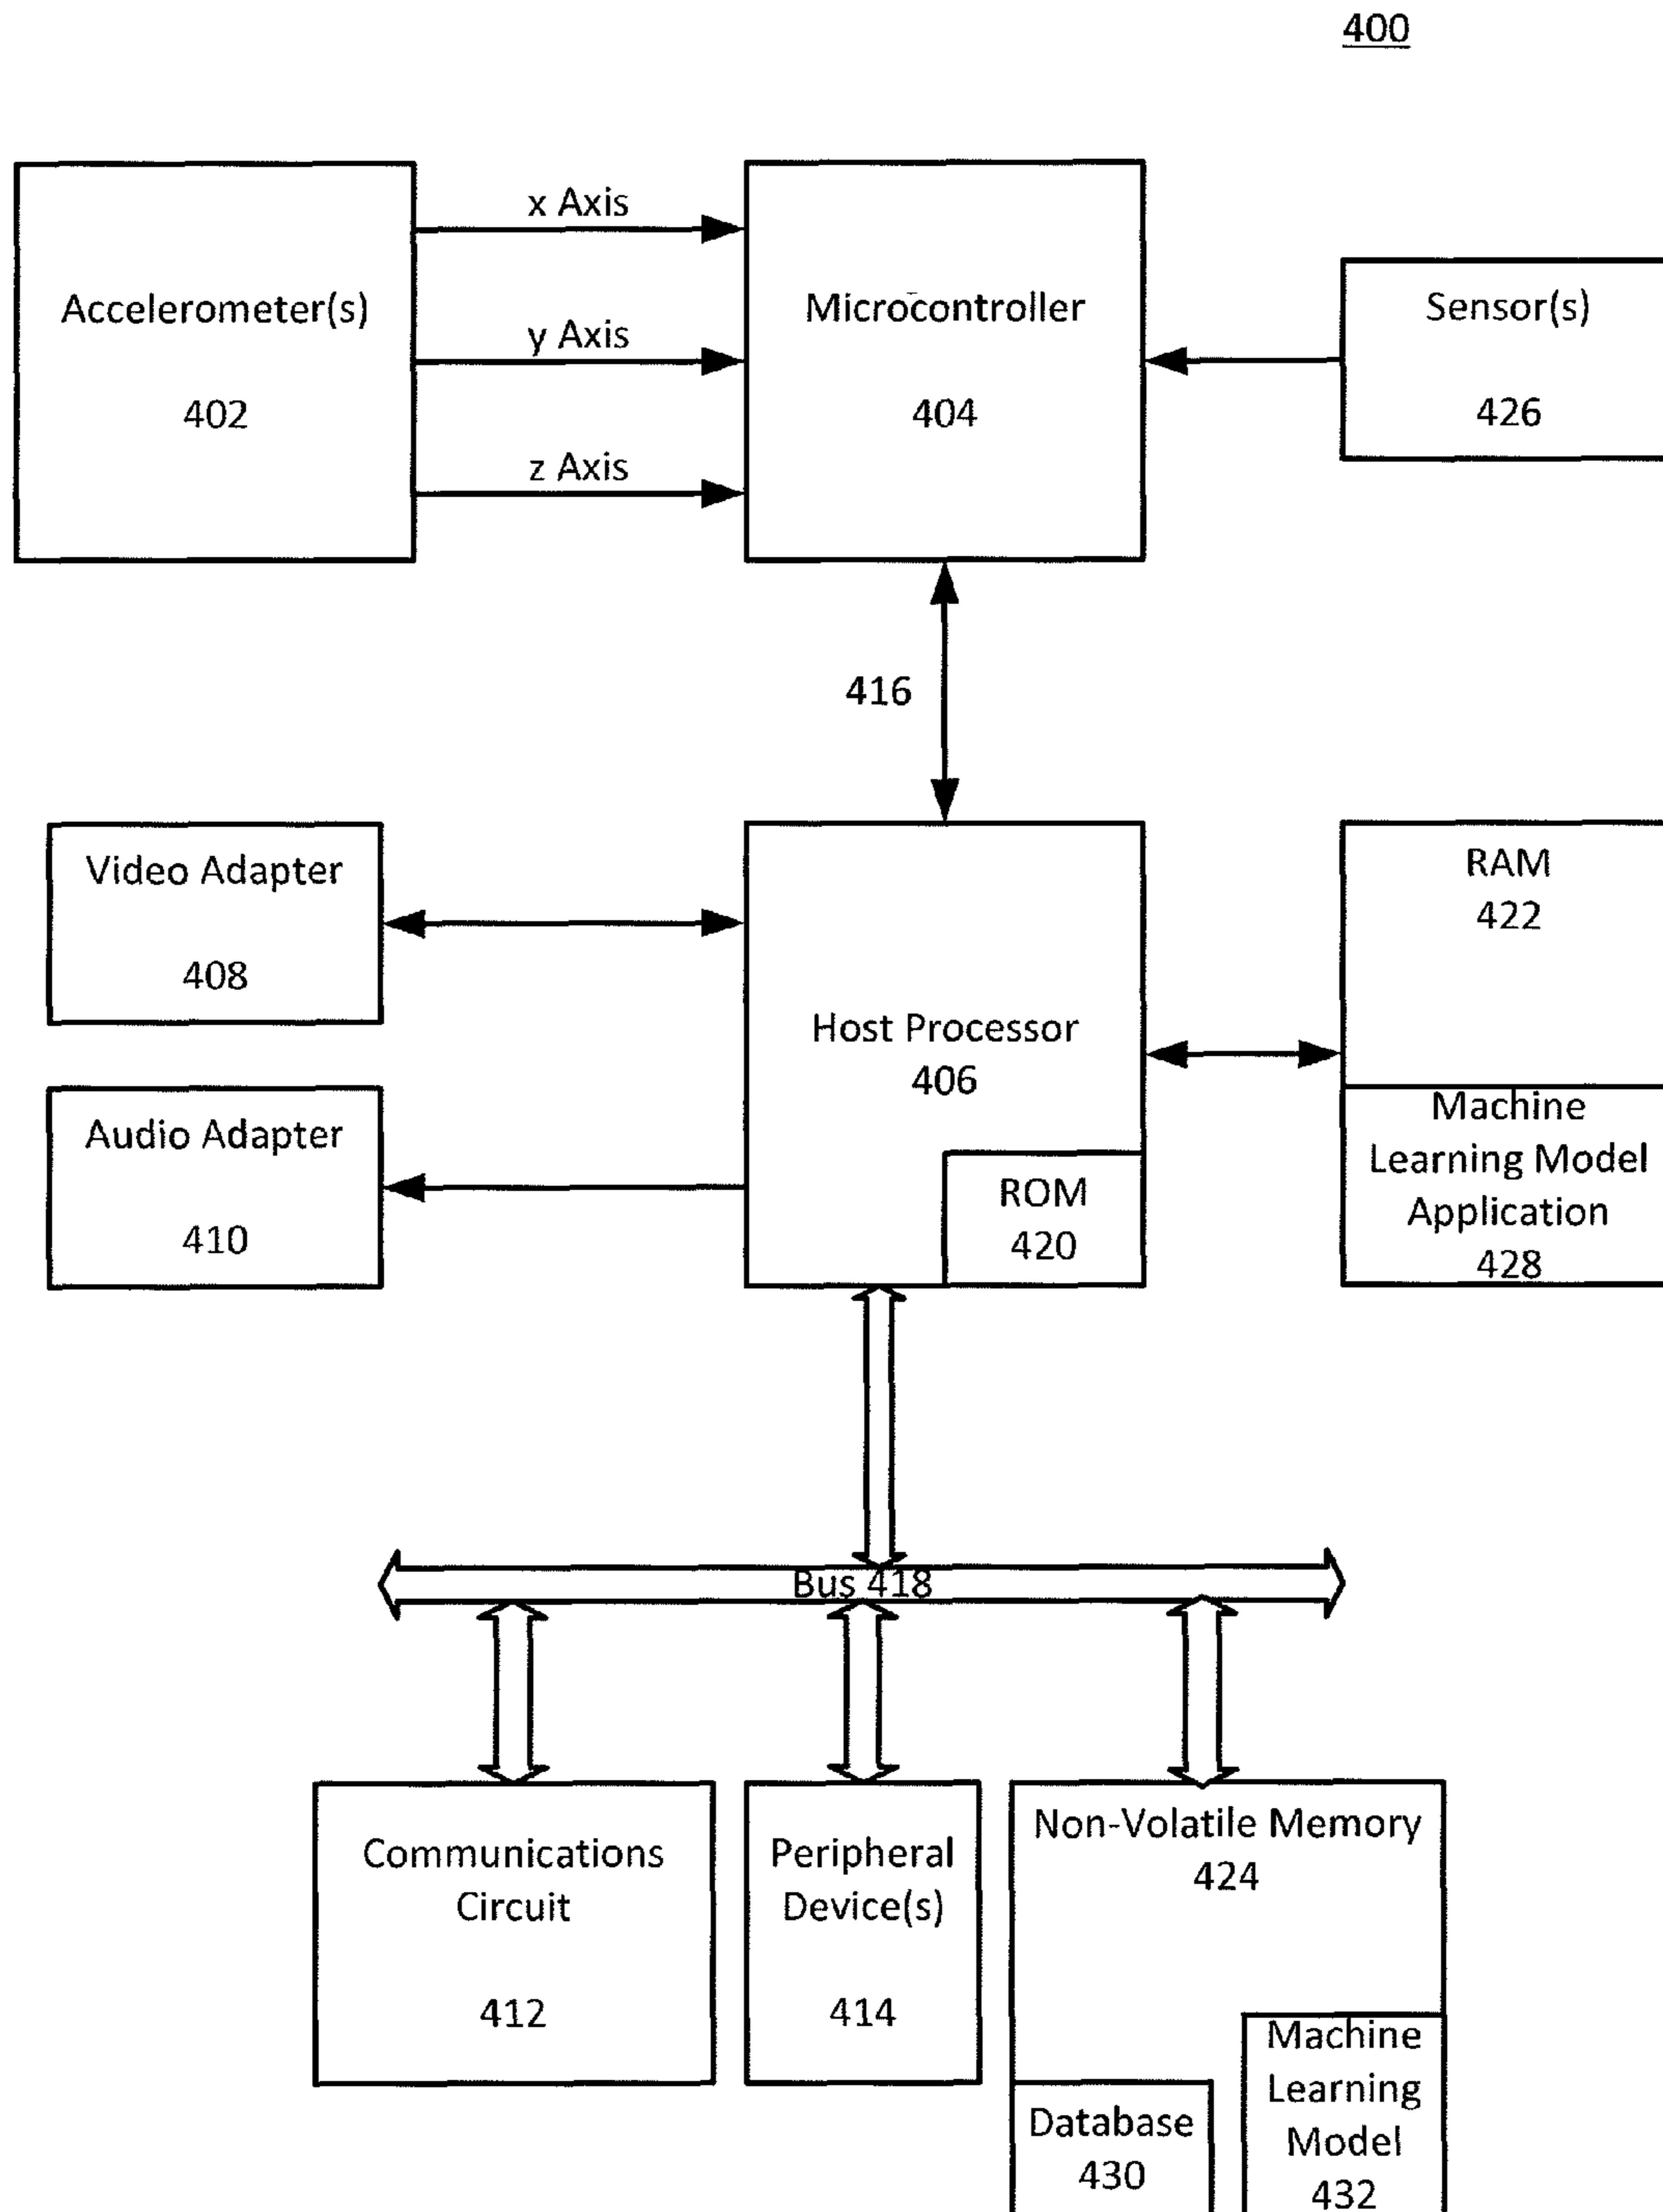 400
x Axis
Accelerometer(s)
402
y Axis
z Axis
Microcontroller
404
Sensor(s)
426
416
Video Adapter
408
Audio Adapter
410
Host Processor
406
ROM
420
RAM
422
Machine
Learning Model
Application
428
Bus 418
Communications
Circuit
412
Peripheral
Device(s)
414
Non-Volatile Memory
424
Database
430
Machine
Learning
Model
432